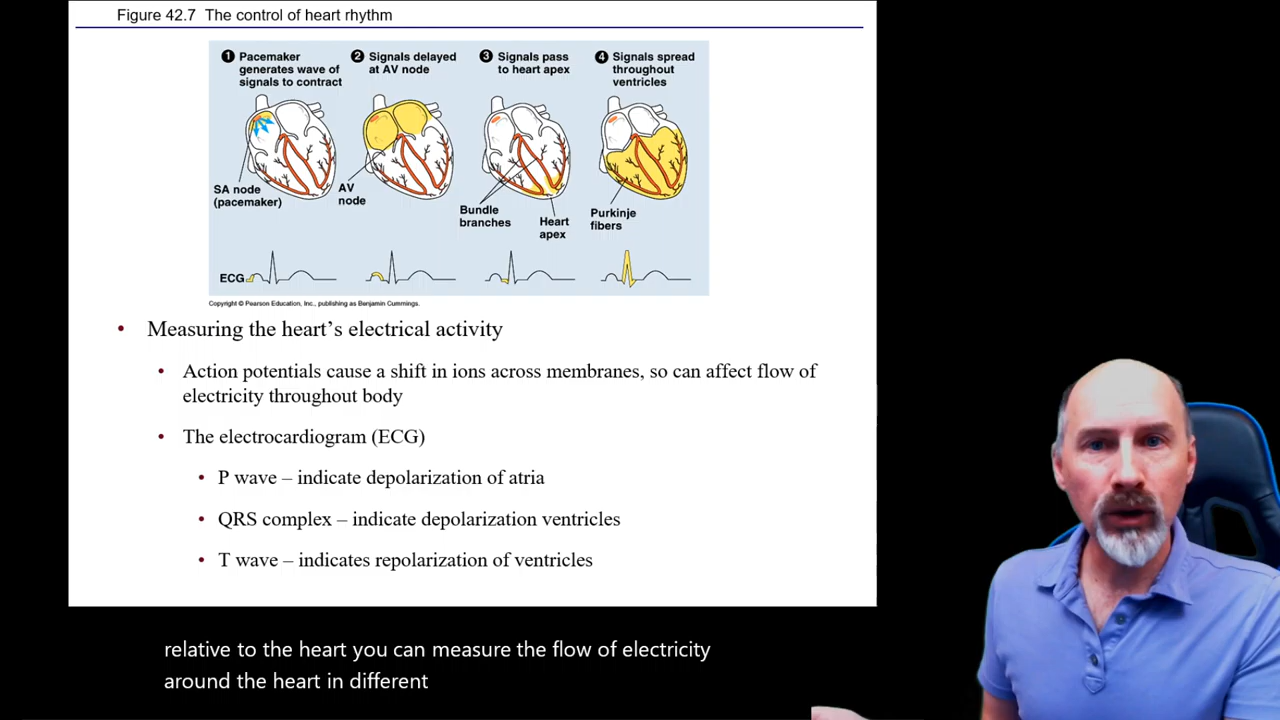 Figure 42.7 The control of heart rhythm
1 Pacemaker
generates wave of
signals to contract
2 Signals delayed
at AV node
3 Signals pass
to heart apex
4 Signals spread
throughout
ventricles
SA node
(pacemaker)
AV
node
Bundle
branches
Heart
apex
Purkinje
fibers
ECG
Copyright © Pearson Education, Inc., publishing as Benjamin Cummings.
• Measuring the heart’s electrical activity
• Action potentials cause a shift in ions across membranes, so can affect flow of
electricity throughout body
• The electrocardiogram (ECG)
• P wave – indicate depolarization of atria
• QRS complex – indicate depolarization ventricles
• T wave – indicates repolarization of ventricles
relative to the heart you can measure the flow of electricity
around the heart in different